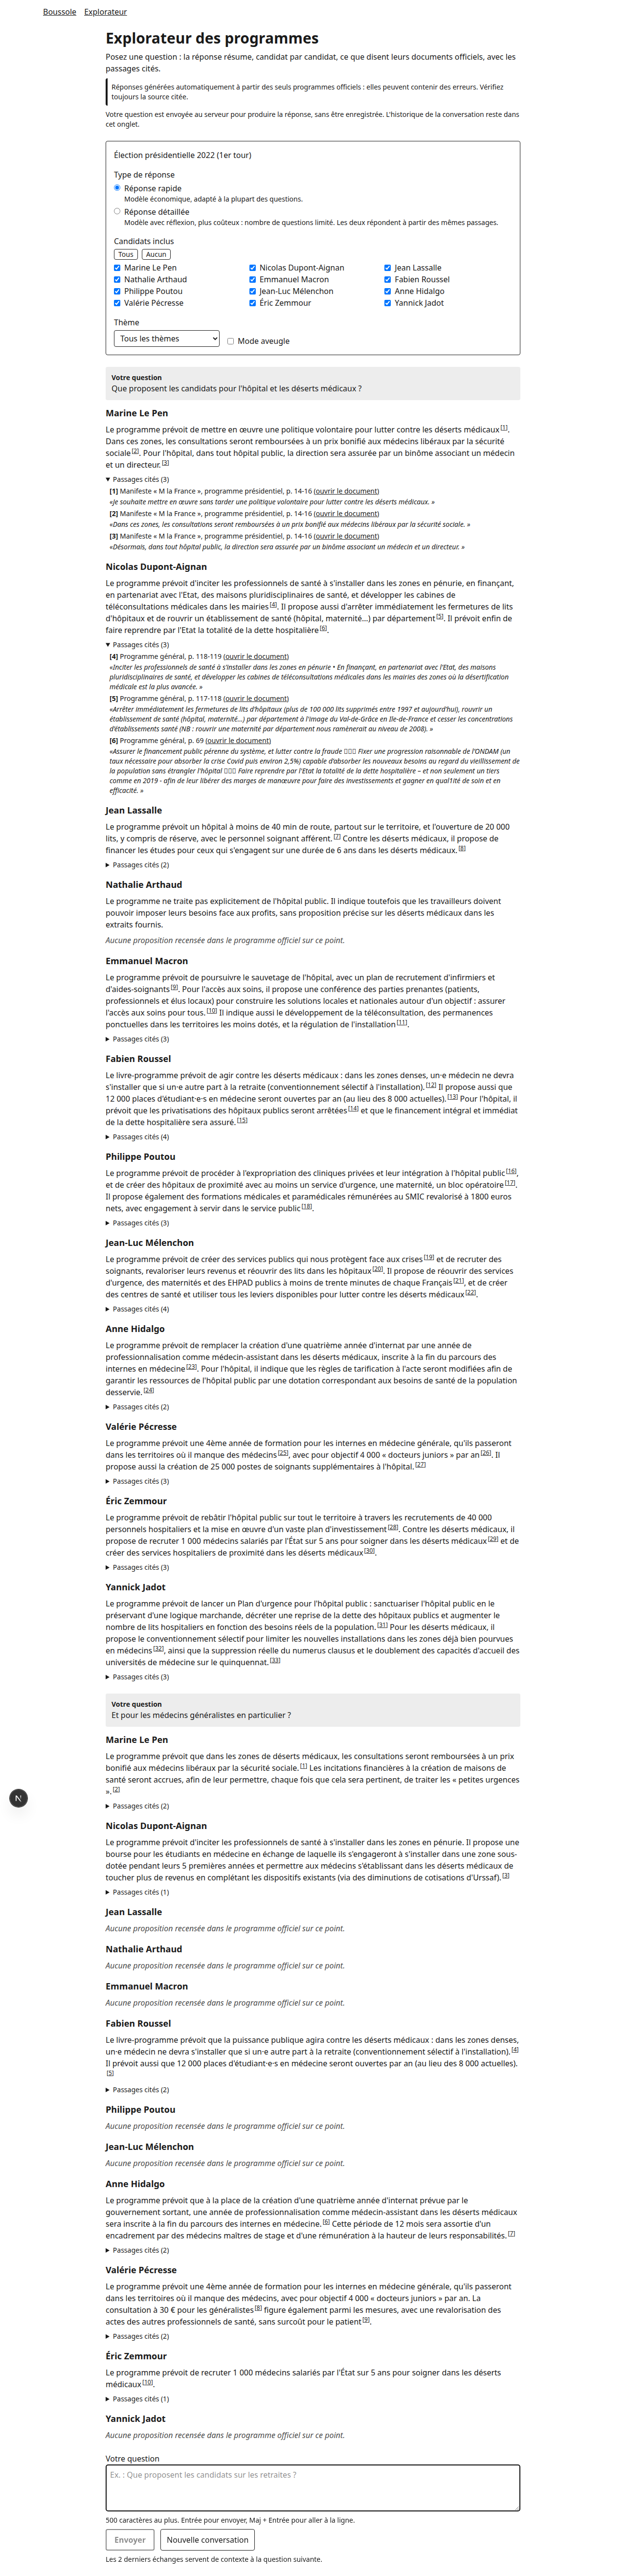 Boussole Explorateur
Explorateur des programmes
Posez une question : la réponse résume, candidat par candidat, ce que disent leurs documents officiels, avec les
passages cités.
Réponses générées automatiquement à partir des seuls programmes officiels : elles peuvent contenir des erreurs. Vérifiez
toujours la source citée.
Votre question est envoyée au serveur pour produire la réponse, sans être enregistrée. L'historique de la conversation reste dans
cet onglet.
Élection présidentielle 2022 (1er tour)
Type de réponse
Réponse rapide
Modèle économique, adapté à la plupart des questions.
Réponse détaillée
Modèle avec réflexion, plus coûteux : nombre de questions limité. Les deux répondent à partir des mêmes passages.
Candidats inclus
Tous Aucun
Marine Le Pen Nicolas Dupont-Aignan Jean Lassalle
Nathalie Arthaud Emmanuel Macron Fabien Roussel
Philippe Poutou Jean-Luc Mélenchon Anne Hidalgo
Valérie Pécresse Éric Zemmour Yannick Jadot
Thème
Tous les thèmes Mode aveugle
Votre question
Que proposent les candidats pour l'hôpital et les déserts médicaux ?
Marine Le Pen
Le programme prévoit de mettre en œuvre une politique volontaire pour lutter contre les déserts médicaux [1].
Dans ces zones, les consultations seront remboursées à un prix bonifié aux médecins libéraux par la sécurité
sociale [2]. Pour l'hôpital, dans tout hôpital public, la direction sera assurée par un binôme associant un médecin
et un directeur. [3]
▼ Passages cités (3)
[1] Manifeste « M la France », programme présidentiel, p. 14-16 (ouvrir le document)
«Je souhaite mettre en œuvre sans tarder une politique volontaire pour lutter contre les déserts médicaux. »
[2] Manifeste « M la France », programme présidentiel, p. 14-16 (ouvrir le document)
«Dans ces zones, les consultations seront remboursées à un prix bonifié aux médecins libéraux par la sécurité sociale. »
[3] Manifeste « M la France », programme présidentiel, p. 14-16 (ouvrir le document)
«Désormais, dans tout hôpital public, la direction sera assurée par un binôme associant un médecin et un directeur. »
Nicolas Dupont-Aignan
Le programme prévoit d'inciter les professionnels de santé à s'installer dans les zones en pénurie, en finançant,
en partenariat avec l'Etat, des maisons pluridisciplinaires de santé, et développer les cabines de
téléconsultations médicales dans les mairies [4]. Il propose aussi d'arrêter immédiatement les fermetures de lits
d'hôpitaux et de rouvrir un établissement de santé (hôpital, maternité...) par département [5]. Il prévoit enfin de
faire reprendre par l'Etat la totalité de la dette hospitalière [6].
▼ Passages cités (3)
[4] Programme général, p. 118-119 (ouvrir le document)
«Inciter les professionnels de santé à s'installer dans les zones en pénurie • En finançant, en partenariat avec l'Etat, des maisons
pluridisciplinaires de santé, et développer les cabines de téléconsultations médicales dans les mairies des zones où la désertification
médicale est la plus avancée. »
[5] Programme général, p. 117-118 (ouvrir le document)
«Arrêter immédiatement les fermetures de lits d'hôpitaux (plus de 100 000 lits supprimés entre 1997 et aujourd'hui), rouvrir un
établissement de santé (hôpital, maternité...) par département à l'image du Val-de-Grâce en Ile-de-France et cesser les concentrations
d'établissements santé (NB : rouvrir une maternité par département nous ramènerait au niveau de 2008). »
[6] Programme général, p. 69 (ouvrir le document)
«Assurer le financement public pérenne du système, et lutter contre la fraude Fixer une progression raisonnable de l'ONDAM (un
taux nécessaire pour absorber la crise Covid puis environ 2,5%) capable d'absorber les nouveaux besoins au regard du vieillissement de
la population sans étrangler l'hôpital Faire reprendre par l'Etat la totalité de la dette hospitalière – et non seulement un tiers
comme en 2019 - afin de leur libérer des marges de manœuvre pour faire des investissements et gagner en qual1ité de soin et en
efficacité. »
Jean Lassalle
Le programme prévoit un hôpital à moins de 40 min de route, partout sur le territoire, et l'ouverture de 20 000
lits, y compris de réserve, avec le personnel soignant afférent. [7] Contre les déserts médicaux, il propose de
financer les études pour ceux qui s'engagent sur une durée de 6 ans dans les déserts médicaux. [8]
▶ Passages cités (2)
Nathalie Arthaud
Le programme ne traite pas explicitement de l'hôpital public. Il indique toutefois que les travailleurs doivent
pouvoir imposer leurs besoins face aux profits, sans proposition précise sur les déserts médicaux dans les
extraits fournis.
Aucune proposition recensée dans le programme officiel sur ce point.
Emmanuel Macron
Le programme prévoit de poursuivre le sauvetage de l'hôpital, avec un plan de recrutement d'infirmiers et
d'aides-soignants [9]. Pour l'accès aux soins, il propose une conférence des parties prenantes (patients,
professionnels et élus locaux) pour construire les solutions locales et nationales autour d'un objectif : assurer
l'accès aux soins pour tous. [10] Il indique aussi le développement de la téléconsultation, des permanences
ponctuelles dans les territoires les moins dotés, et la régulation de l'installation [11].
▶ Passages cités (3)
Fabien Roussel
Le livre-programme prévoit de agir contre les déserts médicaux : dans les zones denses, un·e médecin ne devra
s'installer que si un·e autre part à la retraite (conventionnement sélectif à l'installation). [12] Il propose aussi que
12 000 places d'étudiant·e·s en médecine seront ouvertes par an (au lieu des 8 000 actuelles). [13] Pour l'hôpital, il
prévoit que les privatisations des hôpitaux publics seront arrêtées [14] et que le financement intégral et immédiat
de la dette hospitalière sera assuré. [15]
▶ Passages cités (4)
Philippe Poutou
Le programme prévoit de procéder à l'expropriation des cliniques privées et leur intégration à l'hôpital public [16],
et de créer des hôpitaux de proximité avec au moins un service d'urgence, une maternité, un bloc opératoire [17].
Il propose également des formations médicales et paramédicales rémunérées au SMIC revalorisé à 1800 euros
nets, avec engagement à servir dans le service public [18].
▶ Passages cités (3)
Jean-Luc Mélenchon
Le programme prévoit de créer des services publics qui nous protègent face aux crises [19] et de recruter des
soignants, revaloriser leurs revenus et réouvrir des lits dans les hôpitaux [20]. Il propose de réouvrir des services
d'urgence, des maternités et des EHPAD publics à moins de trente minutes de chaque Français [21], et de créer
des centres de santé et utiliser tous les leviers disponibles pour lutter contre les déserts médicaux [22].
▶ Passages cités (4)
Anne Hidalgo
Le programme prévoit de remplacer la création d'une quatrième année d'internat par une année de
professionnalisation comme médecin-assistant dans les déserts médicaux, inscrite à la fin du parcours des
internes en médecine [23]. Pour l'hôpital, il indique que les règles de tarification à l'acte seront modifiées afin de
garantir les ressources de l'hôpital public par une dotation correspondant aux besoins de santé de la population
desservie. [24]
▶ Passages cités (2)
Valérie Pécresse
Le programme prévoit une 4ème année de formation pour les internes en médecine générale, qu'ils passeront
dans les territoires où il manque des médecins [25], avec pour objectif 4 000 « docteurs juniors » par an [26]. Il
propose aussi la création de 25 000 postes de soignants supplémentaires à l'hôpital. [27]
▶ Passages cités (3)
Éric Zemmour
Le programme prévoit de rebâtir l'hôpital public sur tout le territoire à travers les recrutements de 40 000
personnels hospitaliers et la mise en œuvre d'un vaste plan d'investissement [28]. Contre les déserts médicaux, il
propose de recruter 1 000 médecins salariés par l'État sur 5 ans pour soigner dans les déserts médicaux [29] et de
créer des services hospitaliers de proximité dans les déserts médicaux [30].
▶ Passages cités (3)
Yannick Jadot
Le programme prévoit de lancer un Plan d'urgence pour l'hôpital public : sanctuariser l'hôpital public en le
préservant d'une logique marchande, décréter une reprise de la dette des hôpitaux publics et augmenter le
nombre de lits hospitaliers en fonction des besoins réels de la population. [31] Pour les déserts médicaux, il
propose le conventionnement sélectif pour limiter les nouvelles installations dans les zones déjà bien pourvues
en médecins [32], ainsi que la suppression réelle du numerus clausus et le doublement des capacités d'accueil des
universités de médecine sur le quinquennat. [33]
▶ Passages cités (3)
Votre question
Et pour les médecins généralistes en particulier ?
Marine Le Pen
Le programme prévoit que dans les zones de déserts médicaux, les consultations seront remboursées à un prix
bonifié aux médecins libéraux par la sécurité sociale. [1] Les incitations financières à la création de maisons de
santé seront accrues, afin de leur permettre, chaque fois que cela sera pertinent, de traiter les « petites urgences
». [2]
▶ Passages cités (2)
Nicolas Dupont-Aignan
Le programme prévoit d'inciter les professionnels de santé à s'installer dans les zones en pénurie. Il propose une
bourse pour les étudiants en médecine en échange de laquelle ils s'engageront à s'installer dans une zone sous-
dotée pendant leurs 5 premières années et permettre aux médecins s'établissant dans les déserts médicaux de
toucher plus de revenus en complétant les dispositifs existants (via des diminutions de cotisations d'Urssaf). [3]
▶ Passages cités (1)
Jean Lassalle
Aucune proposition recensée dans le programme officiel sur ce point.
Nathalie Arthaud
Aucune proposition recensée dans le programme officiel sur ce point.
Emmanuel Macron
Aucune proposition recensée dans le programme officiel sur ce point.
Fabien Roussel
Le livre-programme prévoit que la puissance publique agira contre les déserts médicaux : dans les zones denses,
un·e médecin ne devra s'installer que si un·e autre part à la retraite (conventionnement sélectif à l'installation). [4]
Il prévoit aussi que 12 000 places d'étudiant·e·s en médecine seront ouvertes par an (au lieu des 8 000 actuelles).
[5]
▶ Passages cités (2)
Philippe Poutou
Aucune proposition recensée dans le programme officiel sur ce point.
Jean-Luc Mélenchon
Aucune proposition recensée dans le programme officiel sur ce point.
Anne Hidalgo
Le programme prévoit que à la place de la création d'une quatrième année d'internat prévue par le
gouvernement sortant, une année de professionnalisation comme médecin-assistant dans les déserts médicaux
sera inscrite à la fin du parcours des internes en médecine. [6] Cette période de 12 mois sera assortie d'un
encadrement par des médecins maîtres de stage et d'une rémunération à la hauteur de leurs responsabilités. [7]
▶ Passages cités (2)
Valérie Pécresse
Le programme prévoit une 4ème année de formation pour les internes en médecine générale, qu'ils passeront
dans les territoires où il manque des médecins, avec pour objectif 4 000 « docteurs juniors » par an. La
consultation à 30 € pour les généralistes [8] figure également parmi les mesures, avec une revalorisation des
actes des autres professionnels de santé, sans surcoût pour le patient [9].
▶ Passages cités (2)
Éric Zemmour
Le programme prévoit de recruter 1 000 médecins salariés par l'État sur 5 ans pour soigner dans les déserts
médicaux [10].
▶ Passages cités (1)
Yannick Jadot
Aucune proposition recensée dans le programme officiel sur ce point.
Votre question
Ex. : Que proposent les candidats sur les retraites ?
500 caractères au plus. Entrée pour envoyer, Maj + Entrée pour aller à la ligne.
Envoyer Nouvelle conversation
Les 2 derniers échanges servent de contexte à la question suivante.